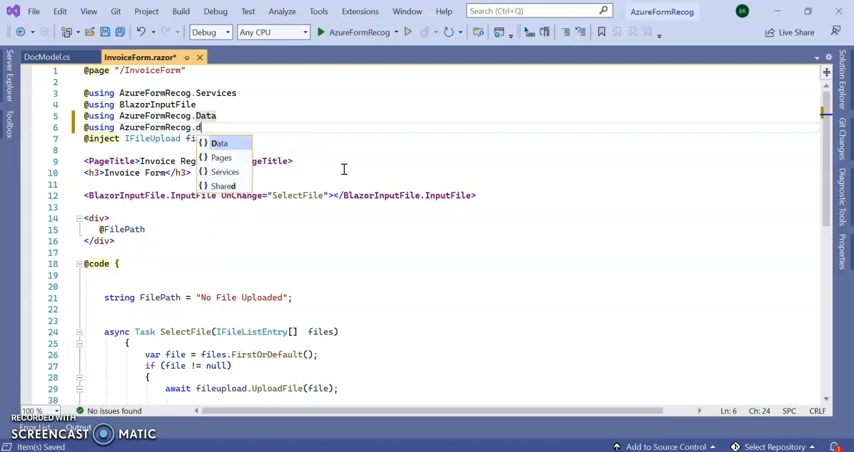 File Edit View Git Project Build Debug Test Analyze Tools Extensions Window Help Search (Ctrl+Q) AzureFormRecog BR
Debug Any CPU AzureFormRecog Live Share
DocModel.cs InvoiceForm.razor*
Server Explorer
Toolbox
1 @page "/InvoiceForm"
2
3 @using AzureFormRecog.Services
4 @using BlazorInputFile
5 @using AzureFormRecog.Data
6 @using AzureFormRecog.d
7 @inject IFileUpload fi
Data
Pages
Services
Shared
9 <PageTitle>Invoice Reg geTitle>
10 <h3>Invoice Form</h3>
11
12 <BlazorInputFile.InputFile OnChange="SelectFile"></BlazorInputFile.InputFile>
13
14 <div>
15 @FilePath
16 </div>
17
18 @code {
19
20
21 string FilePath = "No File Uploaded";
22
23
24 async Task SelectFile(IFileListEntry[] files)
25 {
26 var file = files.FirstOrDefault();
27 if (file != null)
28 {
29 await fileupload.UploadFile(file);
Solution Explorer
Git Changes
Diagnostic Tools
Properties
100 % No issues found Ln: 6 Ch: 24 SPC CRLF
RECORDED WITH
SCREENCAST MATIC
Error List Output
Item(s) Saved Add to Source Control Select Repository 1